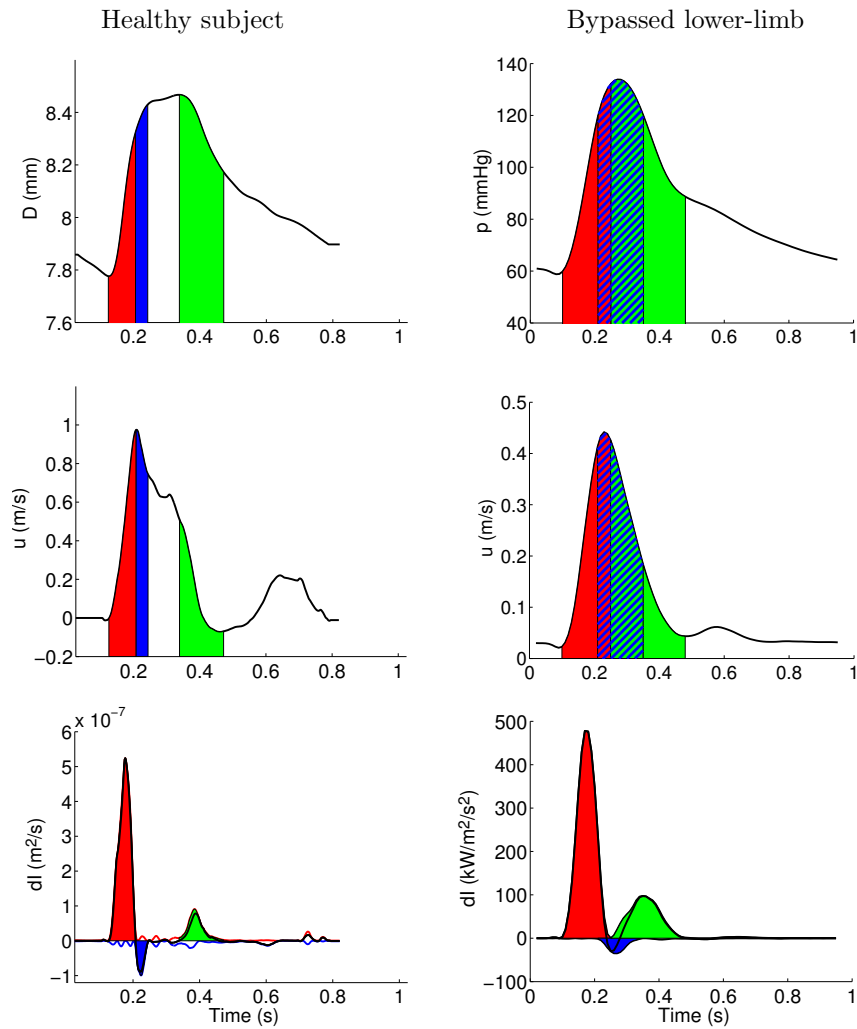 Healthy subject
Bypassed lower-limb
8.4
8.2
8
7.8
7.6
D (mm)
0.2 0.4 0.6 0.8 1
140
120
100
80
60
40
p (mmHg)
0 0.2 0.4 0.6 0.8 1
1
0.8
0.6
0.4
0.2
0
−0.2
u (m/s)
0.2 0.4 0.6 0.8 1
0.5
0.4
0.3
0.2
0.1
0
u (m/s)
0 0.2 0.4 0.6 0.8 1
x 10⁻⁷
6
5
4
3
2
1
0
−1
dI (m²/s)
0.2 0.4 0.6 0.8 1
Time (s)
500
400
300
200
100
0
−100
dI (kW/m²/s²)
0 0.2 0.4 0.6 0.8 1
Time (s)